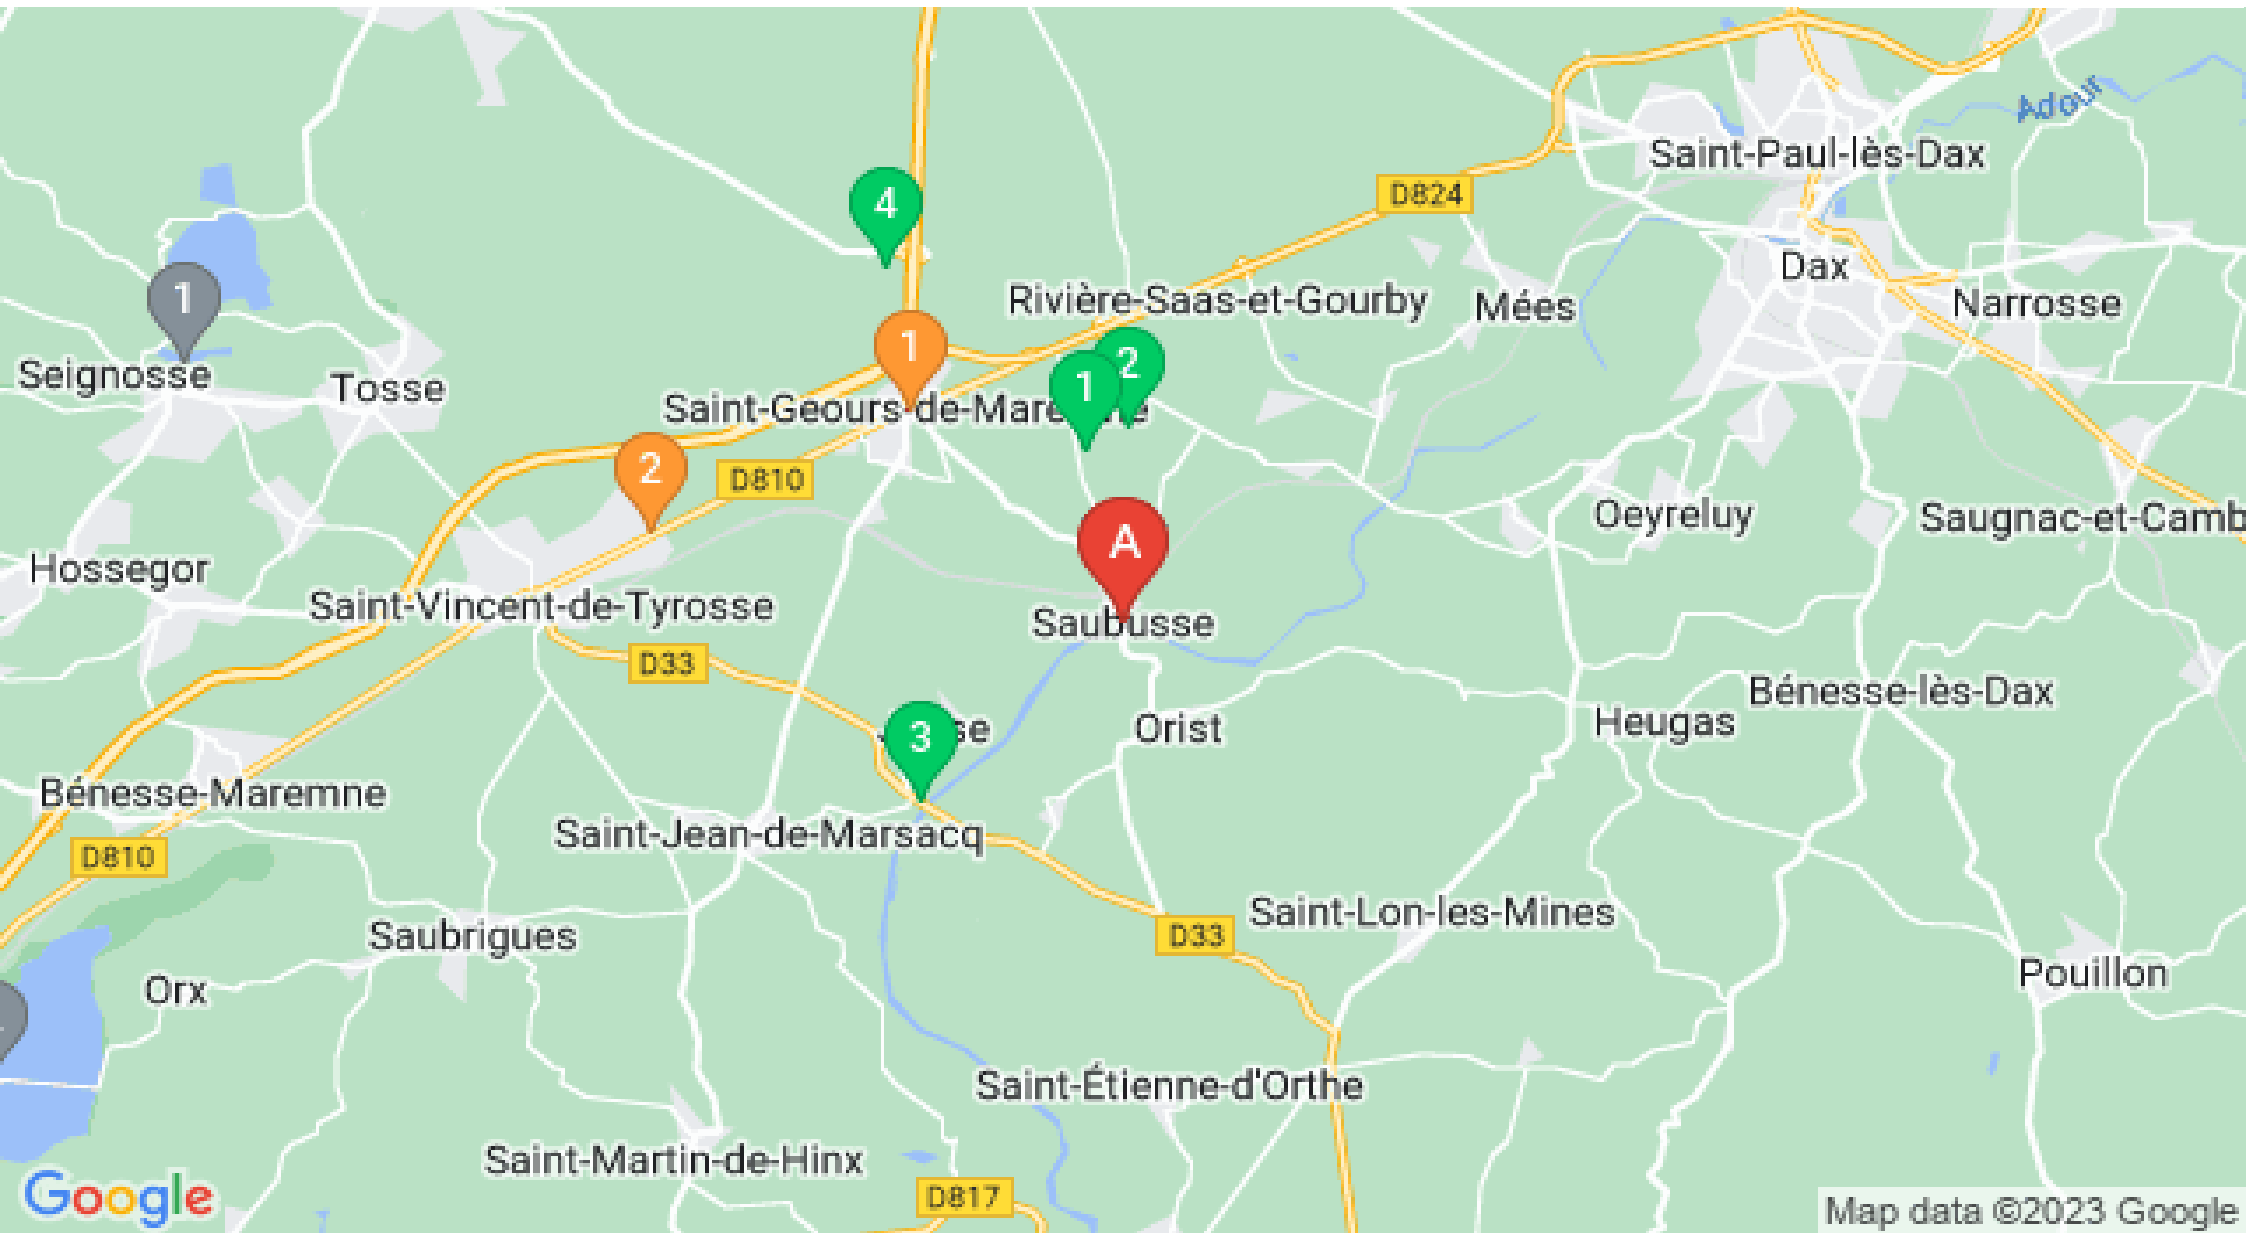 Adour
Saint-Paul-lès-Dax
D824
4
Dax
1
Rivière-Saas-et-Gourby
Mées
Narrosse
1
2
1
Seignosse
Tosse
Saint-Geours-de-Mare
2
D810
Oeyreluy
Saugnac-et-Camb
A
Hossegor
Saint-Vincent-de-Tyrosse
Saubusse
D33
Bénesse-lès-Dax
Heugas
Orist
3
se
Bénesse-Maremne
Saint-Jean-de-Marsacq
D810
Saint-Lon-les-Mines
Saubrigues
D33
Pouillon
Orx
Saint-Étienne-d'Orthe
Saint-Martin-de-Hinx
D817
Google
Map data ©2023 Google